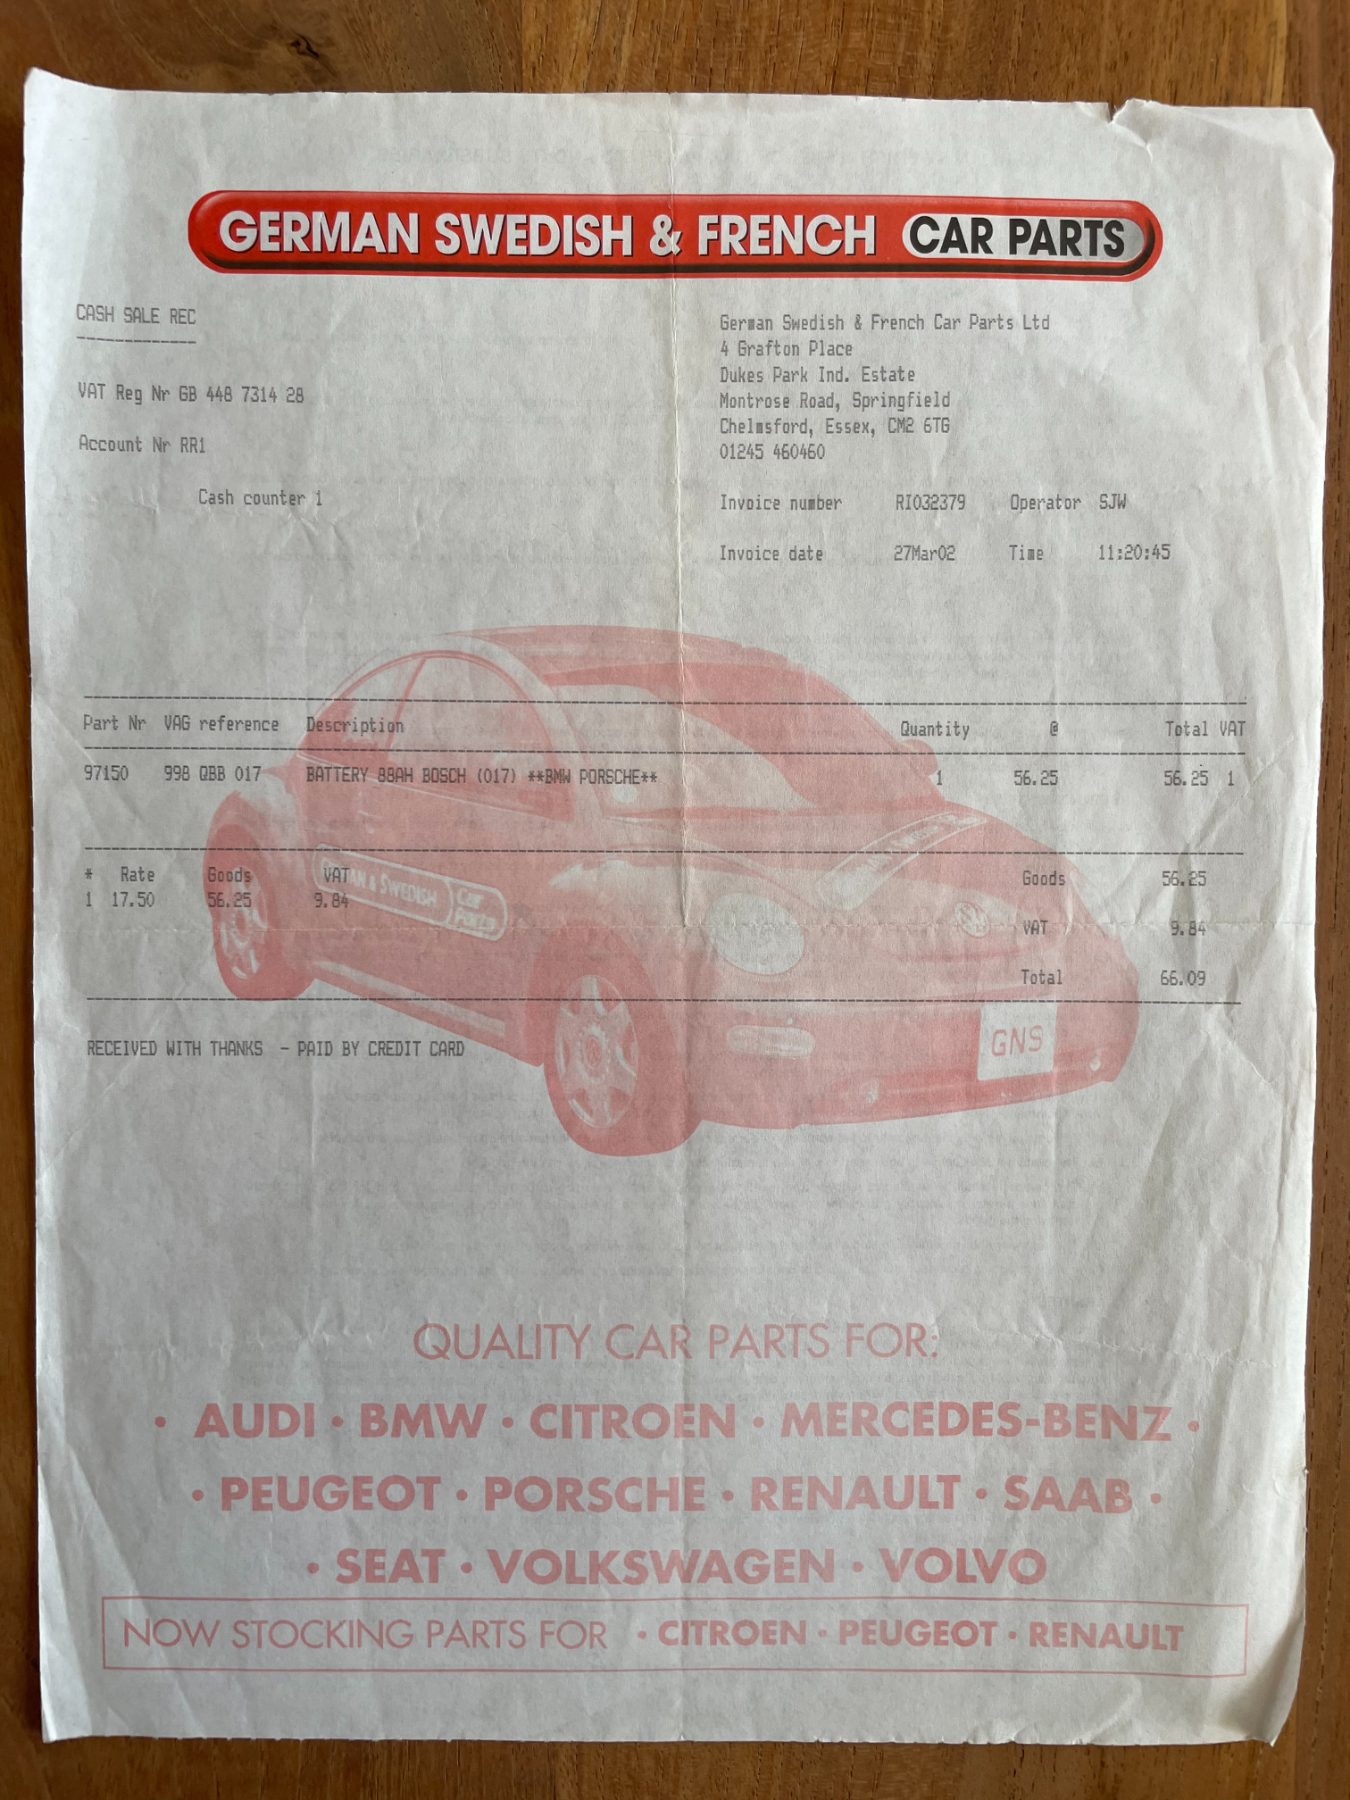 GERMAN SWEDISH & FRENCH CAR PARTS
CASH SALE REC
German Swedish & French Car Parts Ltd
4 Grafton Place
Dukes Park Ind. Estate
Montrose Road, Springfield
Chelmsford, Essex, CM2 6TG
01245 460460
VAT Reg Nr GB 448 7314 28
Account Nr RR1
Cash counter 1
Invoice number RI032379 Operator SJW
Invoice date 27Mar02 Time 11:20:45
Part Nr VAG reference Description Quantity @ Total VAT
97150 998 QBB 017 BATTERY 88AH BOSCH (017) **BMW PORSCHE** 1 56.25 56.25 1
* Rate Goods VAT Goods 56.25
1 17.50 56.25 9.84
VAT 9.84
Total 66.09
& SWEDISH Car Parts
GNS
RECEIVED WITH THANKS - PAID BY CREDIT CARD
QUALITY CAR PARTS FOR:
• AUDI • BMW • CITROEN • MERCEDES-BENZ •
• PEUGEOT • PORSCHE • RENAULT • SAAB •
• SEAT • VOLKSWAGEN • VOLVO
NOW STOCKING PARTS FOR • CITROEN • PEUGEOT • RENAULT